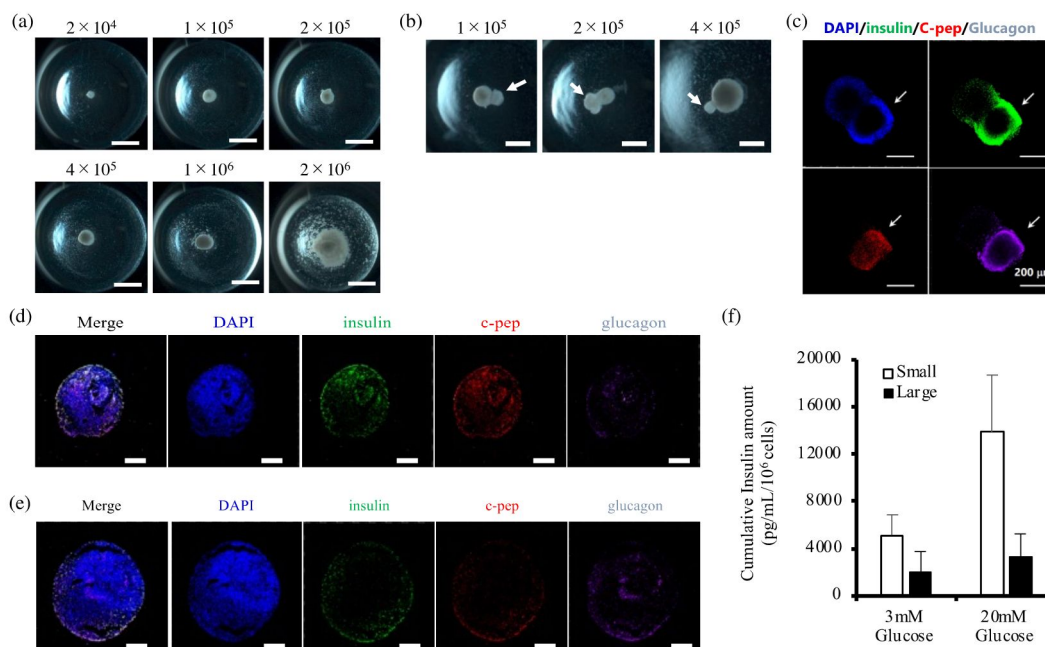 (a)
2×10⁴ 1×10⁵ 2×10⁵
4×10⁵ 1×10⁶ 2×10⁶
(b)
1×10⁵ 2×10⁵ 4×10⁵
(c)
DAPI/insulin/C-pep/Glucagon
200 μm
(d)
Merge DAPI insulin c-pep glucagon
(e)
Merge DAPI insulin c-pep glucagon
(f)
Cumulative Insulin amount
(pg/mL/10⁶ cells)
20000
16000
12000
8000
4000
0
Small
Large
3mM 20mM
Glucose Glucose